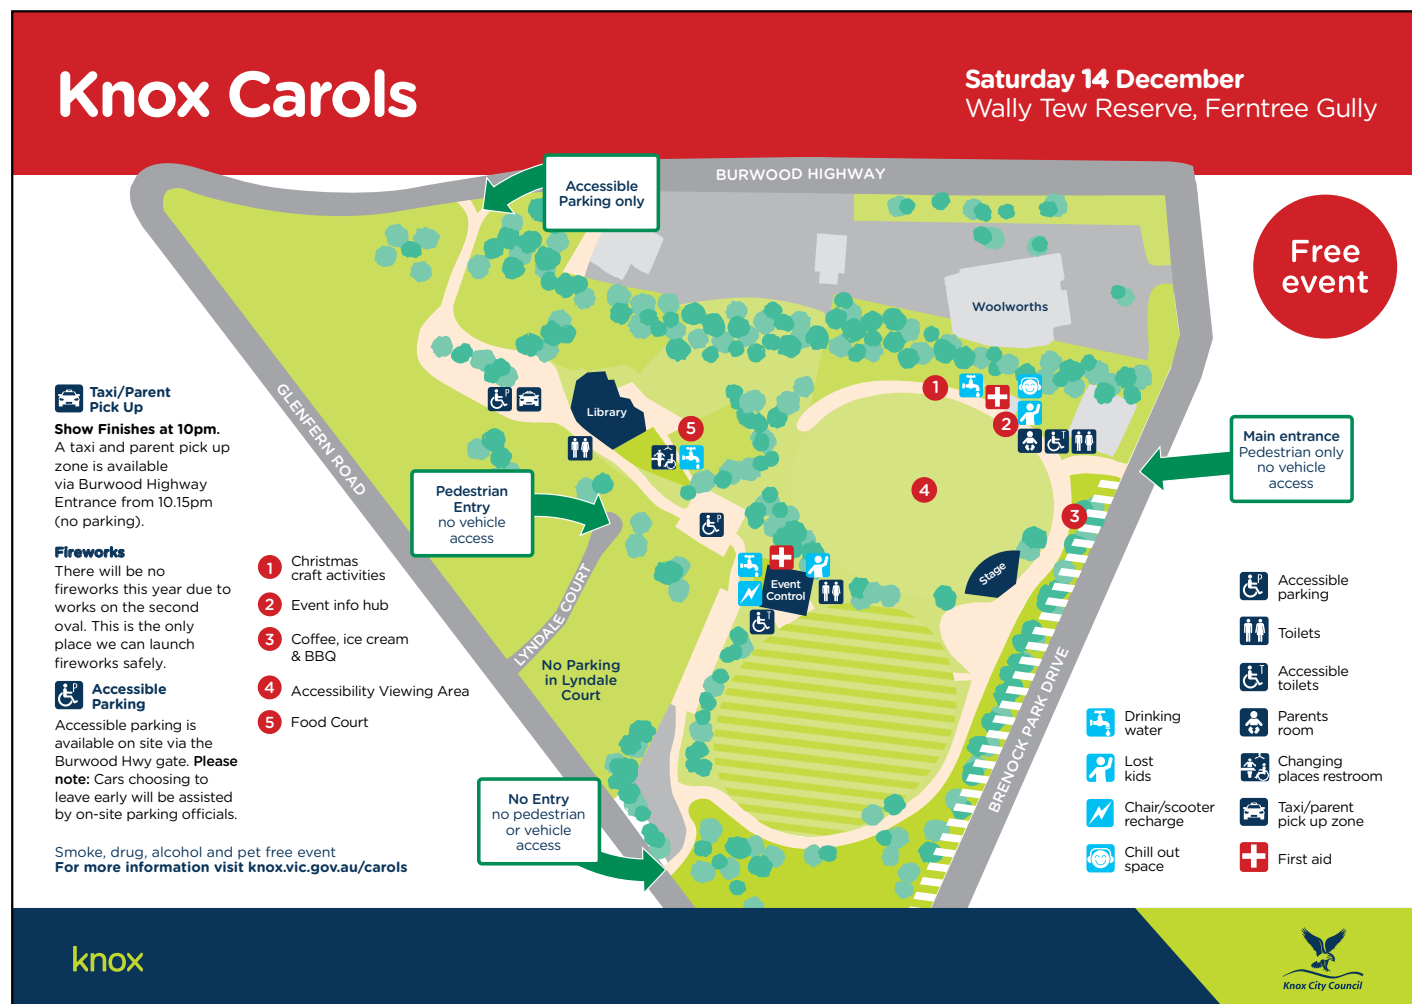 Knox Carols
Saturday 14 December
Wally Tew Reserve, Ferntree Gully
Free
event
BURWOOD HIGHWAY
Accessible
Parking only
Woolworths
GLENFERN ROAD
Library
P
1
2
5
4
3
T
Main entrance
Pedestrian only
no vehicle
access
Pedestrian
Entry
no vehicle
access
P
Stage
Event
Control
T
LYNDALE COURT
No Parking
in Lyndale
Court
BRENOCK PARK DRIVE
No Entry
no pedestrian
or vehicle
access
Taxi/Parent
Pick Up
Show Finishes at 10pm.
A taxi and parent pick up
zone is available
via Burwood Highway
Entrance from 10.15pm
(no parking).
Fireworks
There will be no
fireworks this year due to
works on the second
oval. This is the only
place we can launch
fireworks safely.
P
Accessible
Parking
Accessible parking is
available on site via the
Burwood Hwy gate. Please
note: Cars choosing to
leave early will be assisted
by on-site parking officials.
1 Christmas
craft activities
2 Event info hub
3 Coffee, ice cream
& BBQ
4 Accessibility Viewing Area
5 Food Court
Smoke, drug, alcohol and pet free event
For more information visit knox.vic.gov.au/carols
Drinking
water
Lost
kids
Chair/scooter
recharge
Chill out
space
P
Accessible
parking
Toilets
T
Accessible
toilets
Parents
room
Changing
places restroom
Taxi/parent
pick up zone
First aid
knox
Knox City Council